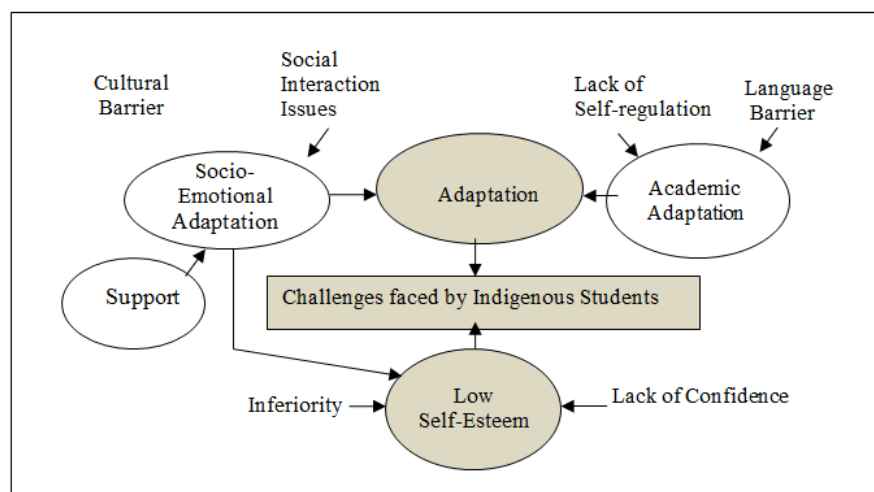 Cultural
Barrier
Social
Interaction
Issues
Lack of
Self-regulation
Language
Barrier
Socio-
Emotional
Adaptation
Adaptation
Academic
Adaptation
Support
Challenges faced by Indigenous Students
Inferiority
Low
Self-Esteem
Lack of Confidence